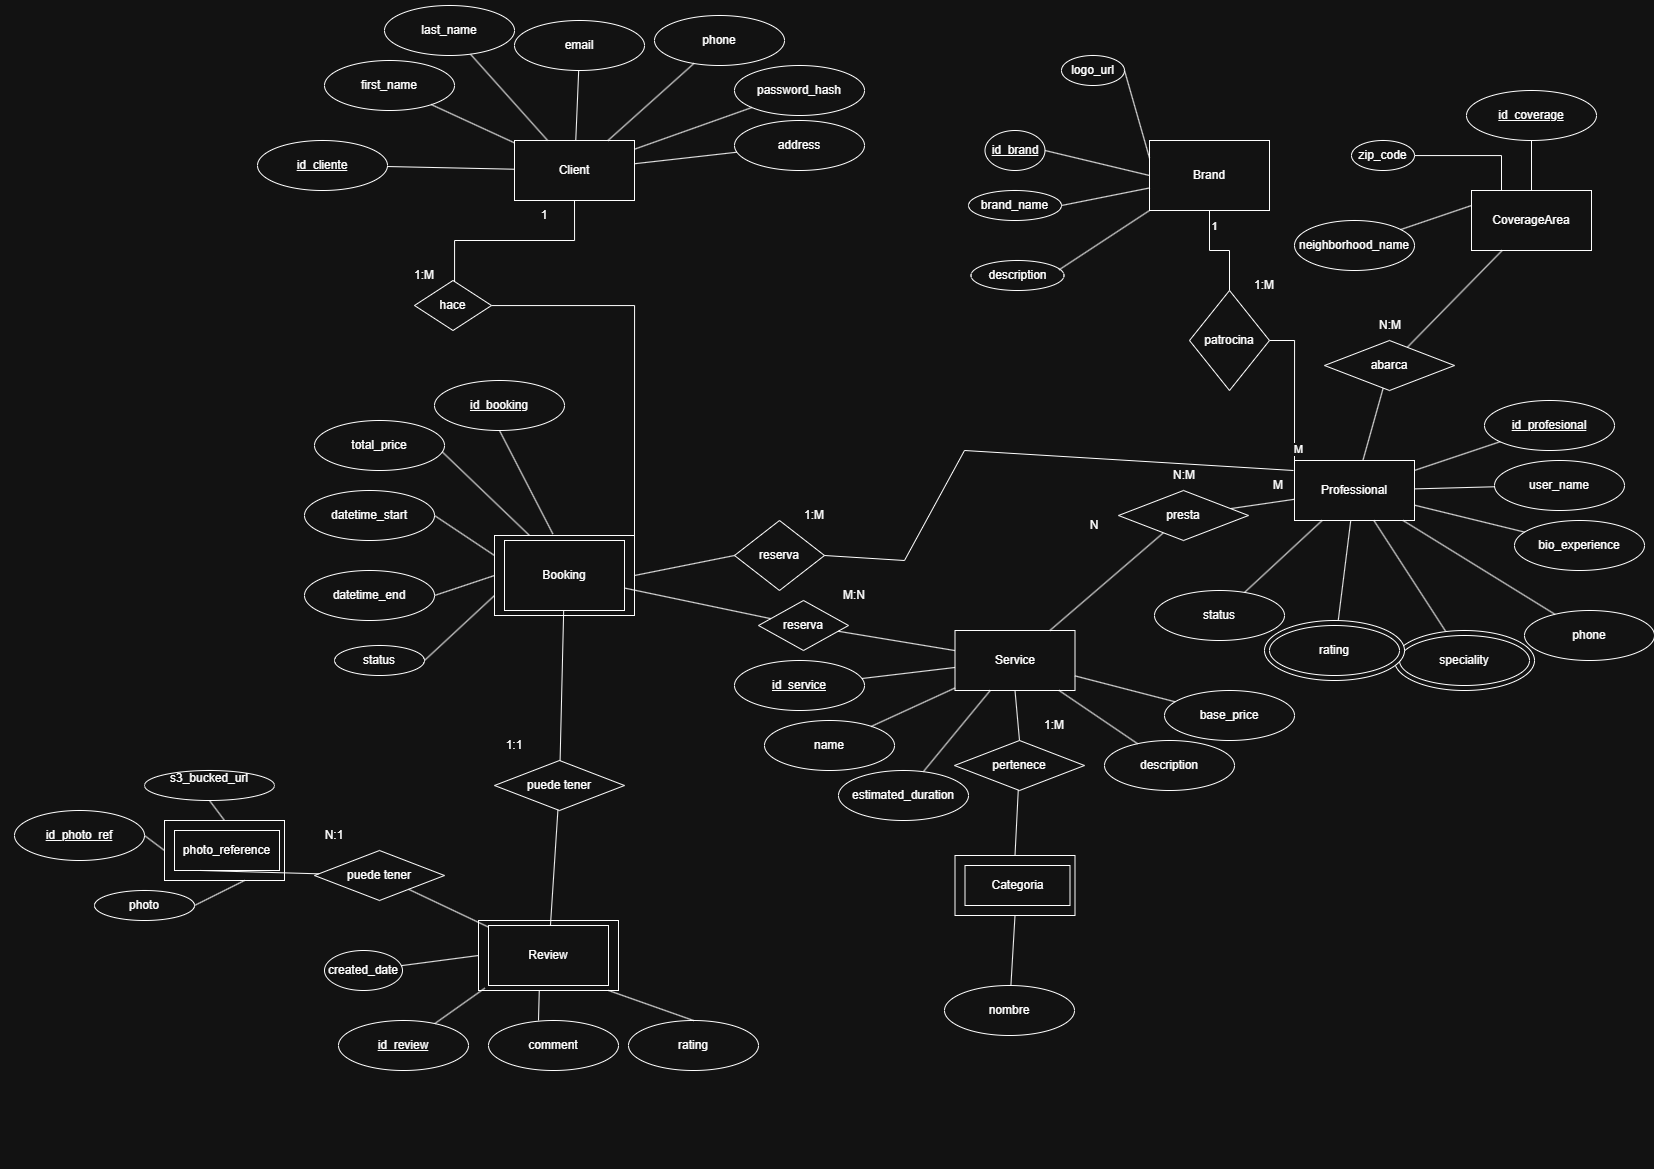 last_name
email
phone
first_name
password_hash
address
id_cliente
Client
1
1:M
hace
logo_url
id_brand
Brand
brand_name
description
1
1:M
patrocina
id_coverage
zip_code
CoverageArea
neighborhood_name
N:M
abarca
id_booking
total_price
datetime_start
datetime_end
status
Booking
1:M
reserva
M:N
reserva
M
M
N:M
N
presta
Professional
id_profesional
user_name
bio_experience
phone
status
rating
speciality
Service
id_service
name
estimated_duration
1:M
pertenece
base_price
description
Categoria
nombre
1:1
puede tener
s3_bucked_url
id_photo_ref
photo_reference
photo
N:1
puede tener
Review
created_date
id_review
comment
rating